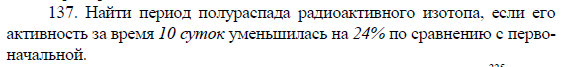 137. Найти период полураспада радиоактивного изотопа, если его
активность за время 10 суток уменьшилась на 24% по сравнению с перво-
начальной.